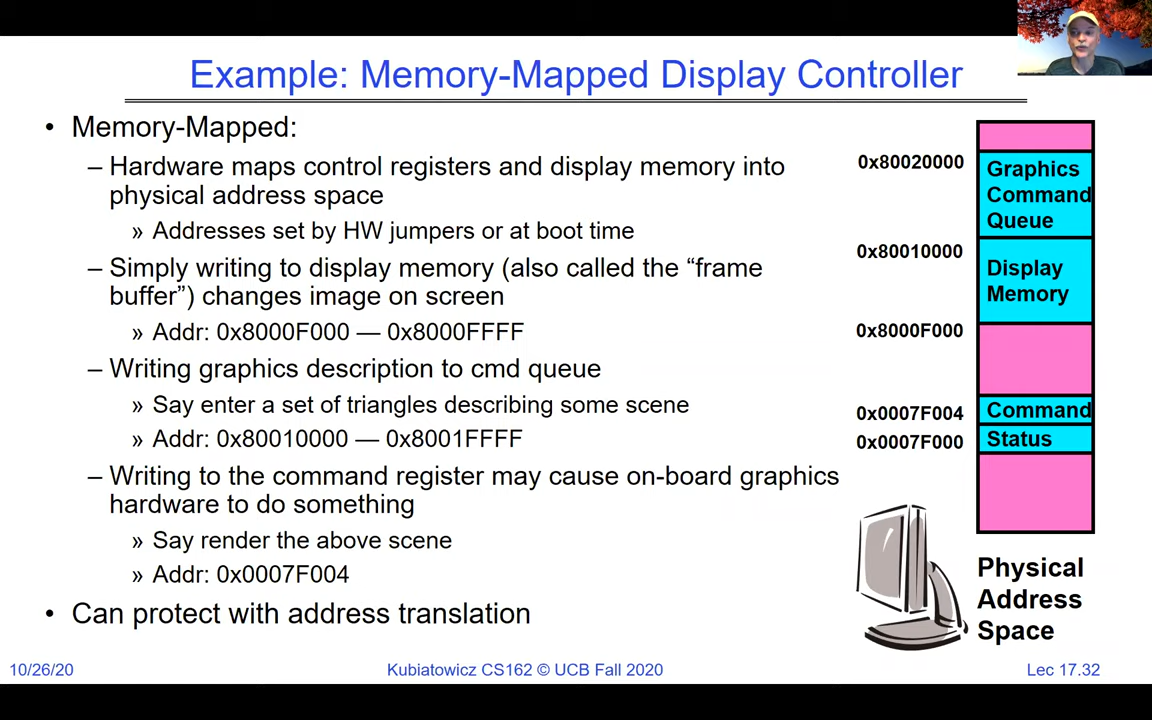 Example: Memory-Mapped Display Controller
• Memory-Mapped:
– Hardware maps control registers and display memory into
physical address space
» Addresses set by HW jumpers or at boot time
– Simply writing to display memory (also called the “frame
buffer”) changes image on screen
» Addr: 0x8000F000 — 0x8000FFFF
– Writing graphics description to cmd queue
» Say enter a set of triangles describing some scene
» Addr: 0x80010000 — 0x8001FFFF
– Writing to the command register may cause on-board graphics
hardware to do something
» Say render the above scene
» Addr: 0x0007F004
• Can protect with address translation
0x80020000
Graphics
Command
Queue
0x80010000
Display
Memory
0x8000F000
0x0007F004
Command
0x0007F000
Status
Physical
Address
Space
10/26/20
Kubiatowicz CS162 © UCB Fall 2020
Lec 17.32